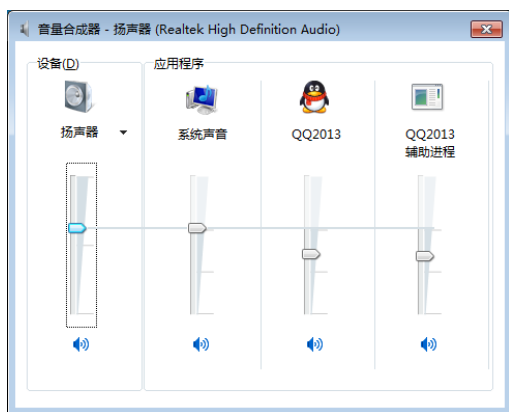 音量合成器 - 扬声器 (Realtek High Definition Audio)
设备(D)
应用程序
扬声器
系统声音
QQ2013
QQ2013
辅助进程